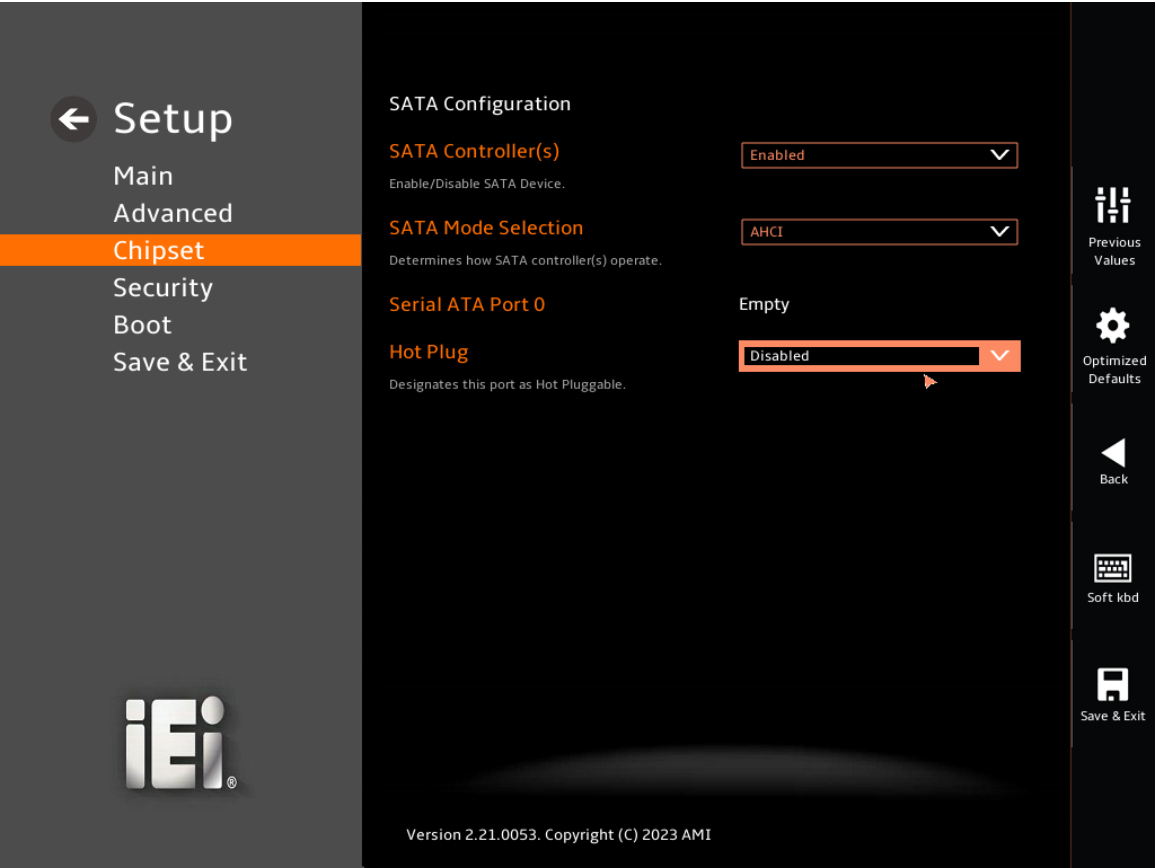 Setup
Main
Advanced
Chipset
Security
Boot
Save & Exit
iEi®
SATA Configuration
SATA Controller(s)
Enabled
Enable/Disable SATA Device.
SATA Mode Selection
AHCI
Determines how SATA controller(s) operate.
Serial ATA Port 0
Empty
Hot Plug
Disabled
Designates this port as Hot Pluggable.
Version 2.21.0053. Copyright (C) 2023 AMI
Previous
Values
Optimized
Defaults
Back
Soft kbd
Save & Exit